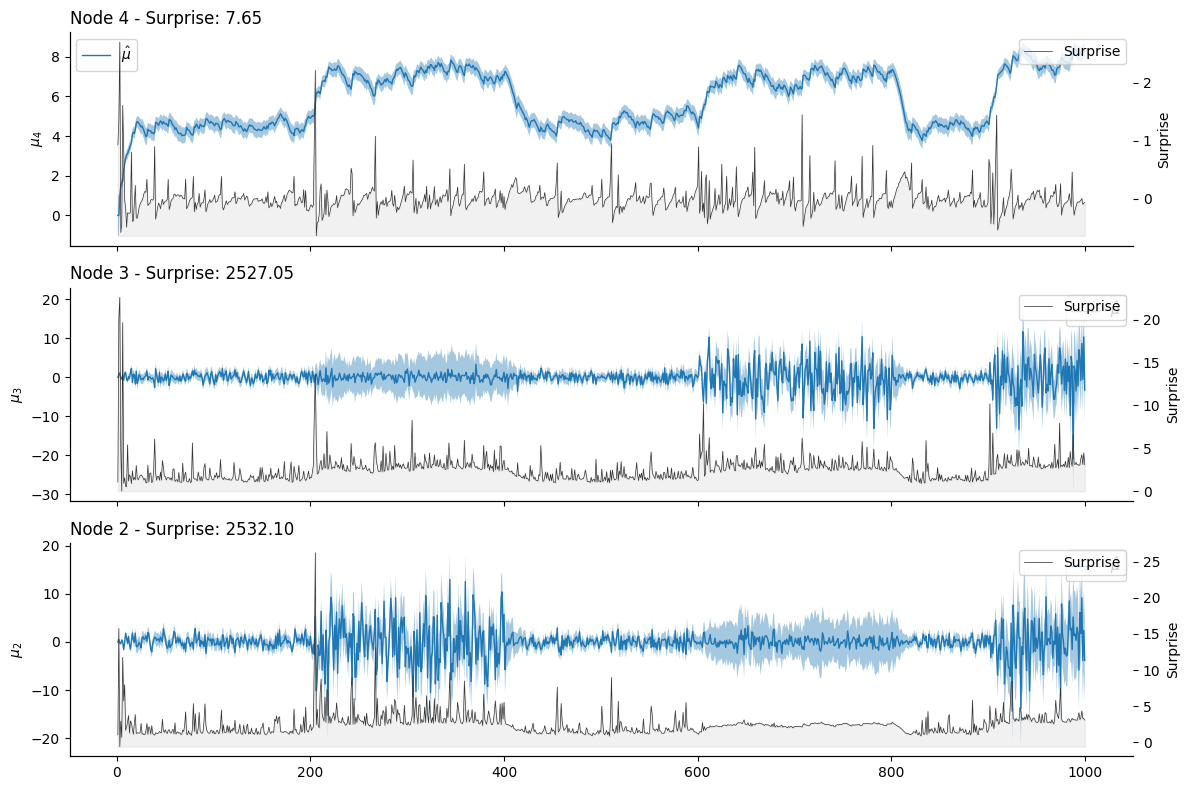 Node 4 - Surprise: 7.65
μ̂
Surprise
8
6
4
2
0
μ4
2
1
0
Surprise
Node 3 - Surprise: 2527.05
Surprise
μ̂
20
10
0
−10
−20
−30
μ3
20
15
10
5
0
Surprise
Node 2 - Surprise: 2532.10
Surprise
μ̂
20
10
0
−10
−20
μ2
25
20
15
10
5
0
Surprise
0 200 400 600 800 1000